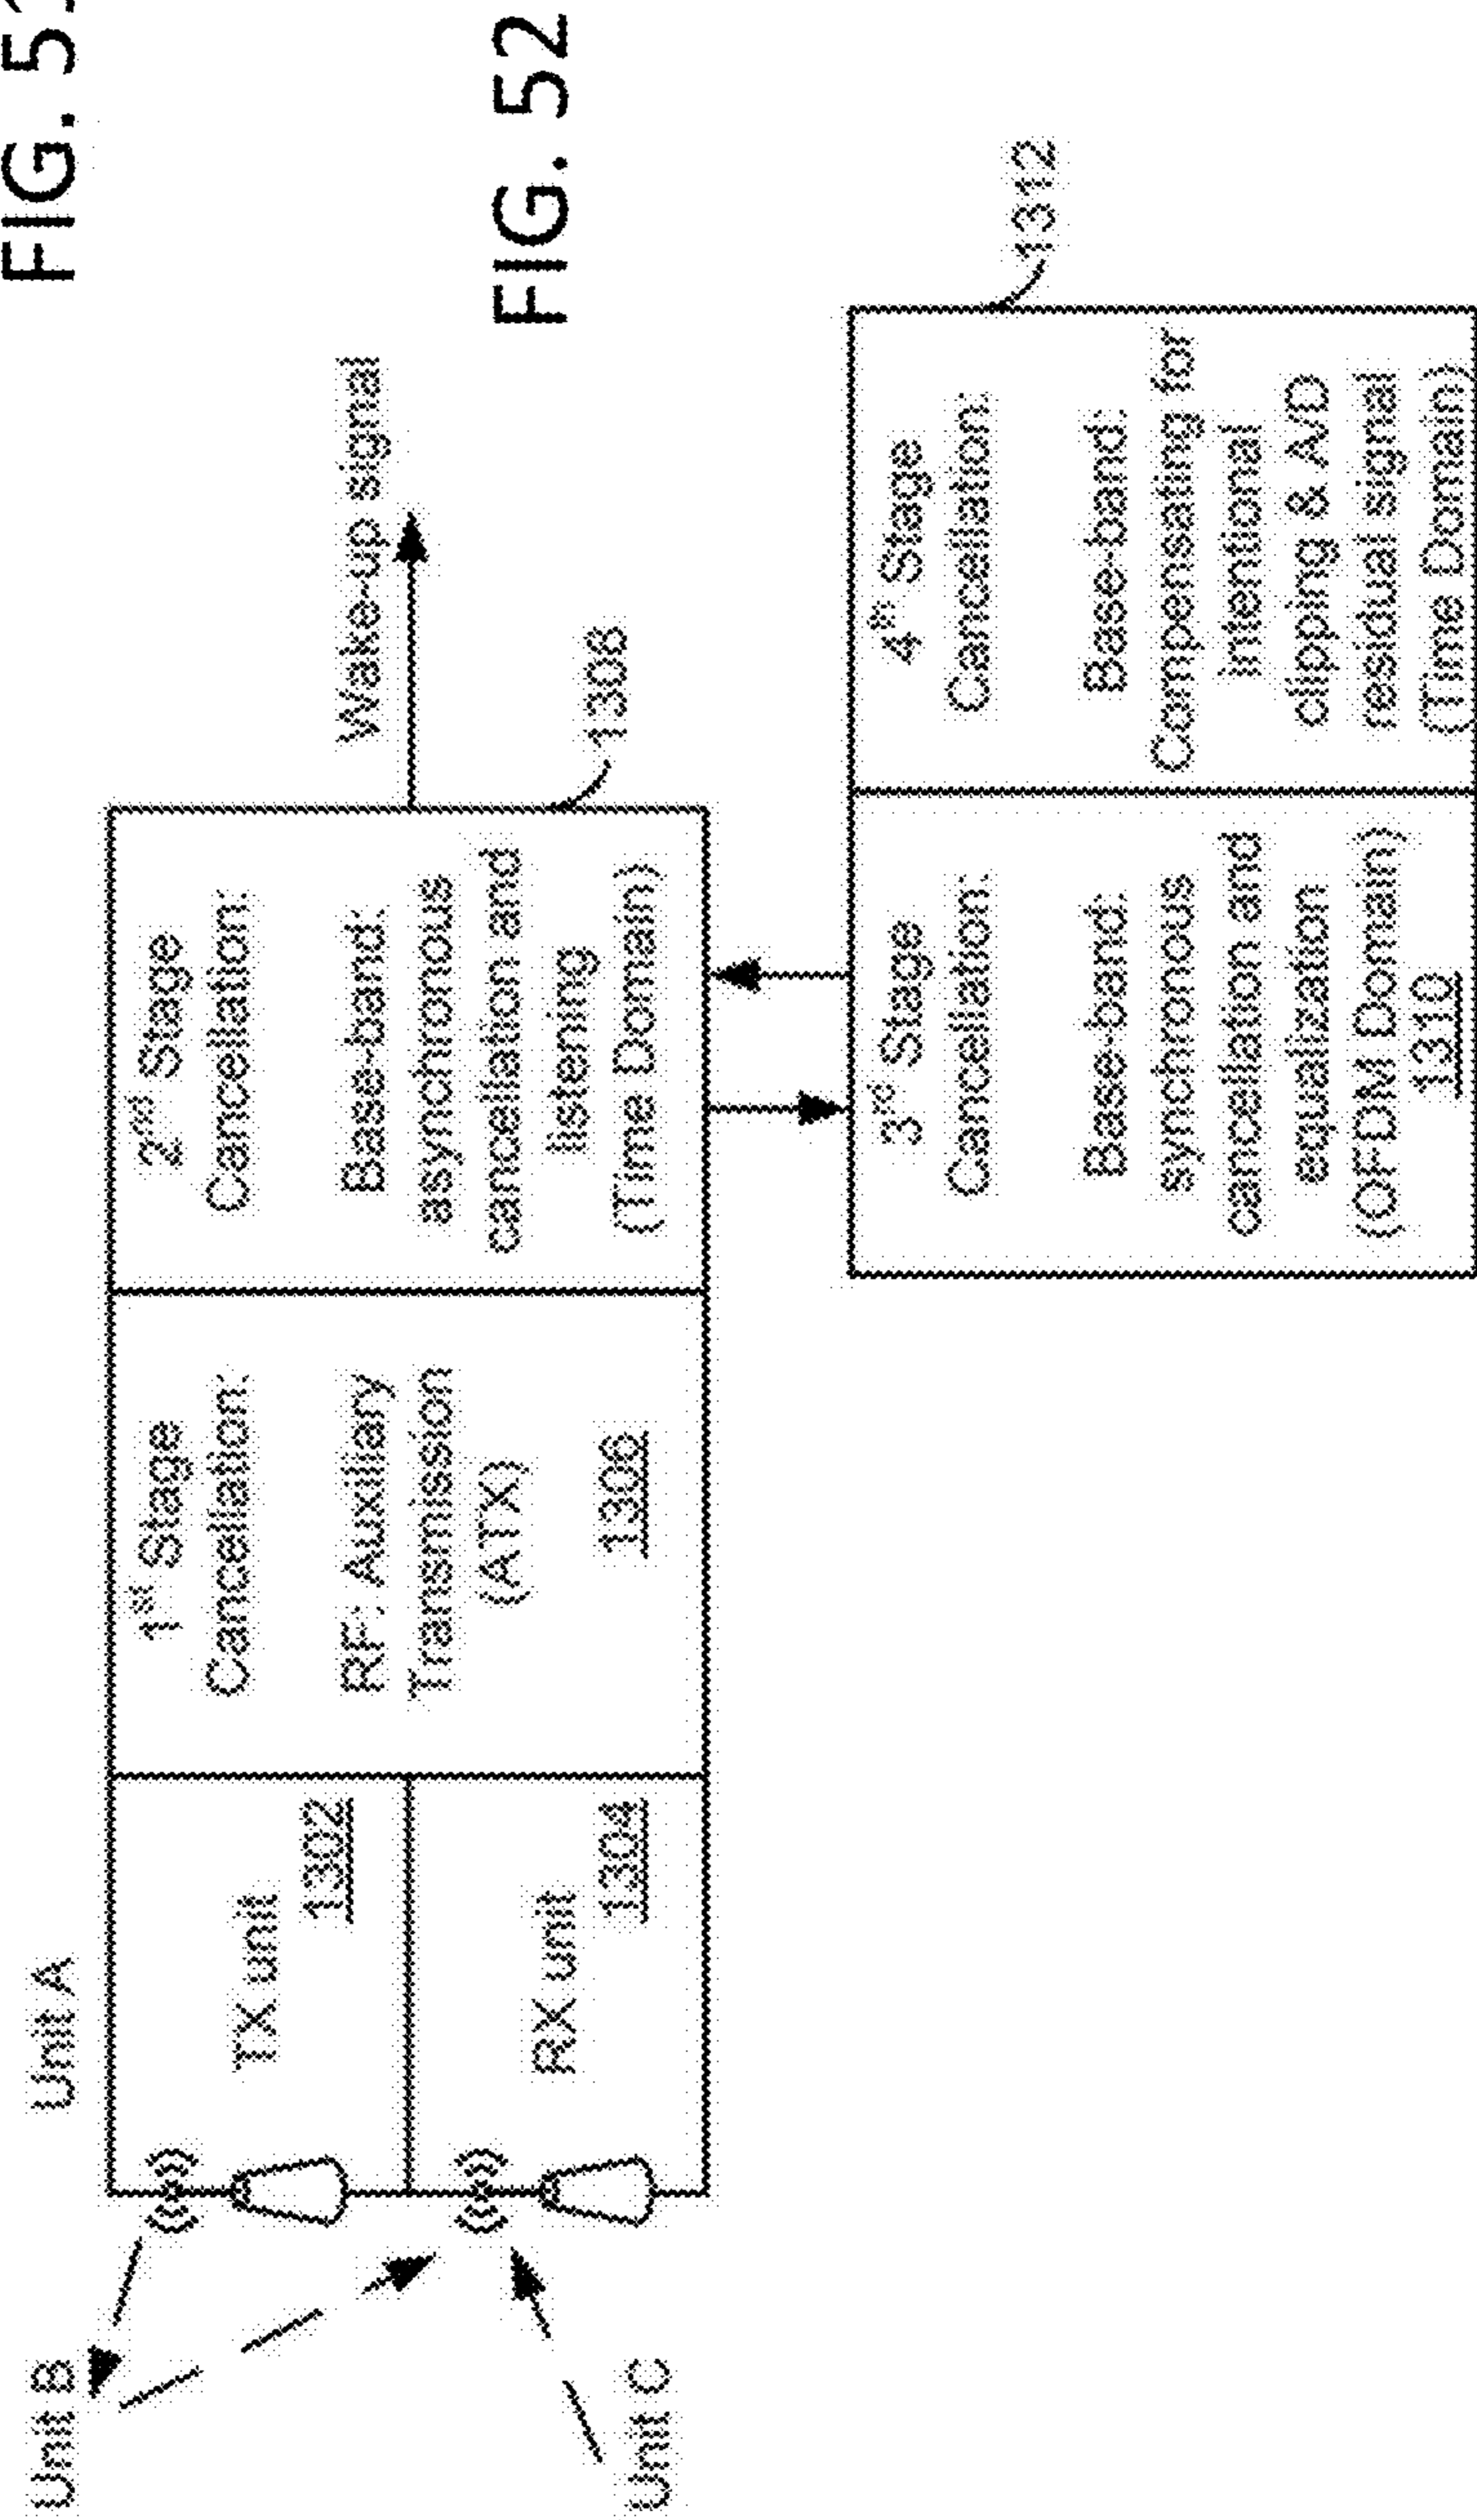 FIG. 51
FIG. 52
Unit A
Unit B
Unit C
TX unit
1302
RX unit
1304
1st Stage
Cancellation:
RF: Auxiliary
Transmission
(ATX)
1306
2nd Stage
Cancellation:
Base-band:
asynchronous
cancellation and
listening
(Time Domain)
1308
Wake-up signal
3rd Stage
Cancellation:
Base-band:
synchronous
cancellation and
equalization
(OFDM Domain)
1310
4th Stage
Cancellation:
Base-band:
Compensating for
Intentional
clipping & A/D
residual signal
(Time Domain)
1312